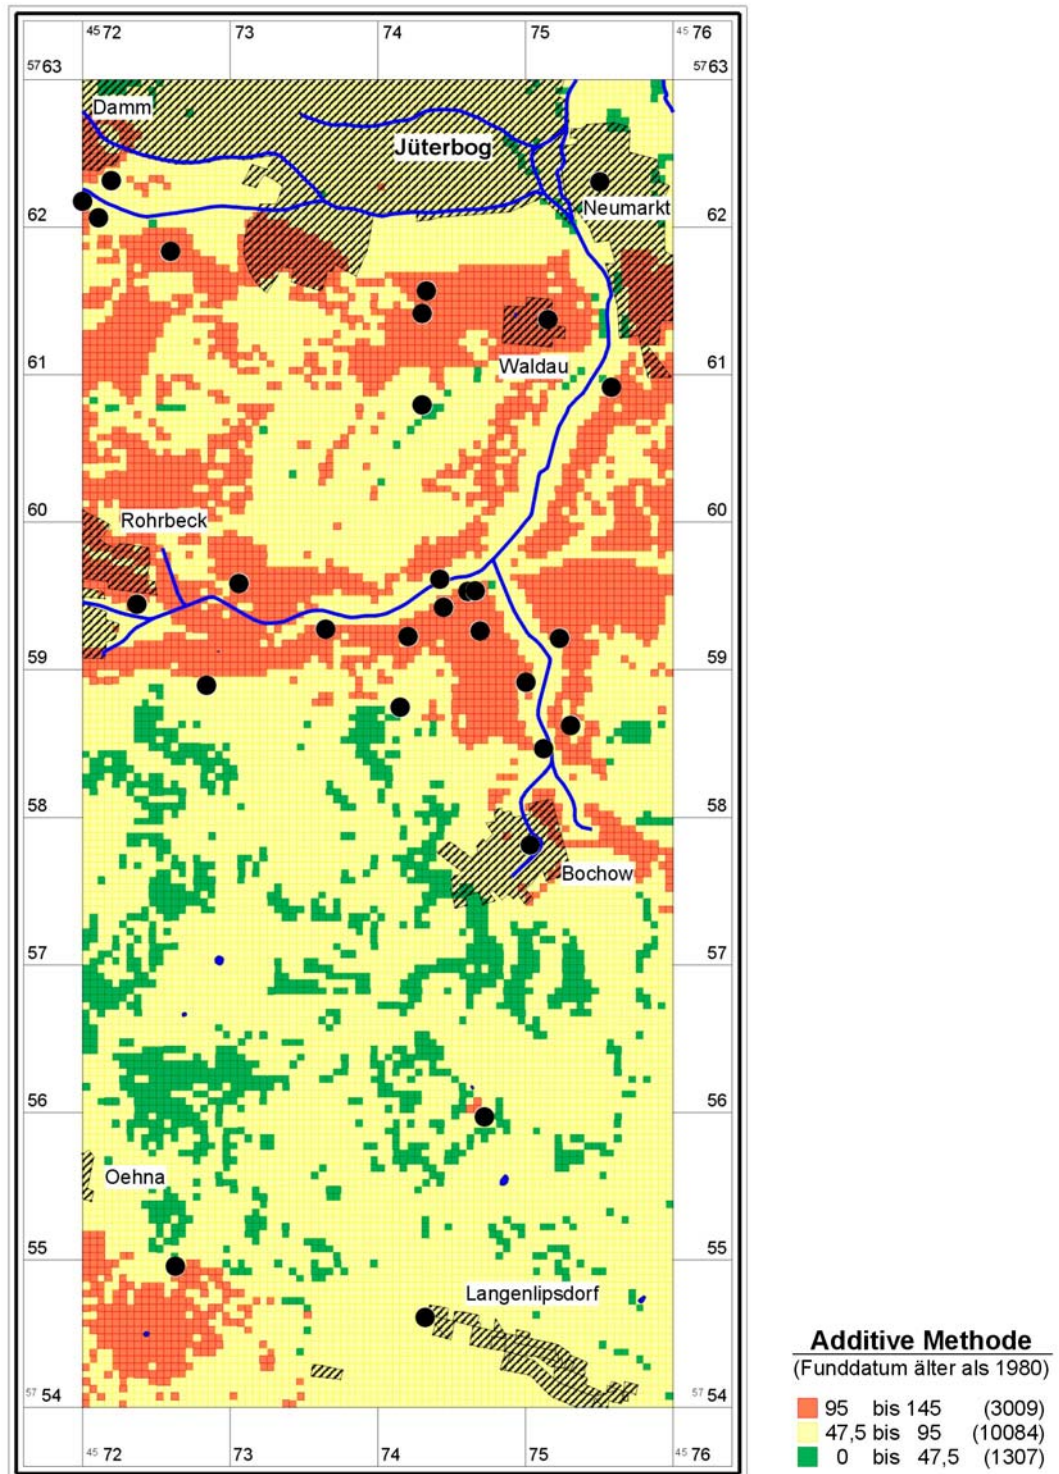 4572 73 74 75 4576
5763 5763
Damm
Jüterbog
Neumarkt
62 62
61 61
Waldau
60 60
Rohrbeck
59 59
58 58
Bochow
57 57
56 56
Oehna
55 55
Langenlipsdorf
5754 5754
4572 73 74 75 4576
Additive Methode
(Funddatum älter als 1980)
95 bis 145 (3009)
47,5 bis 95 (10084)
0 bis 47,5 (1307)